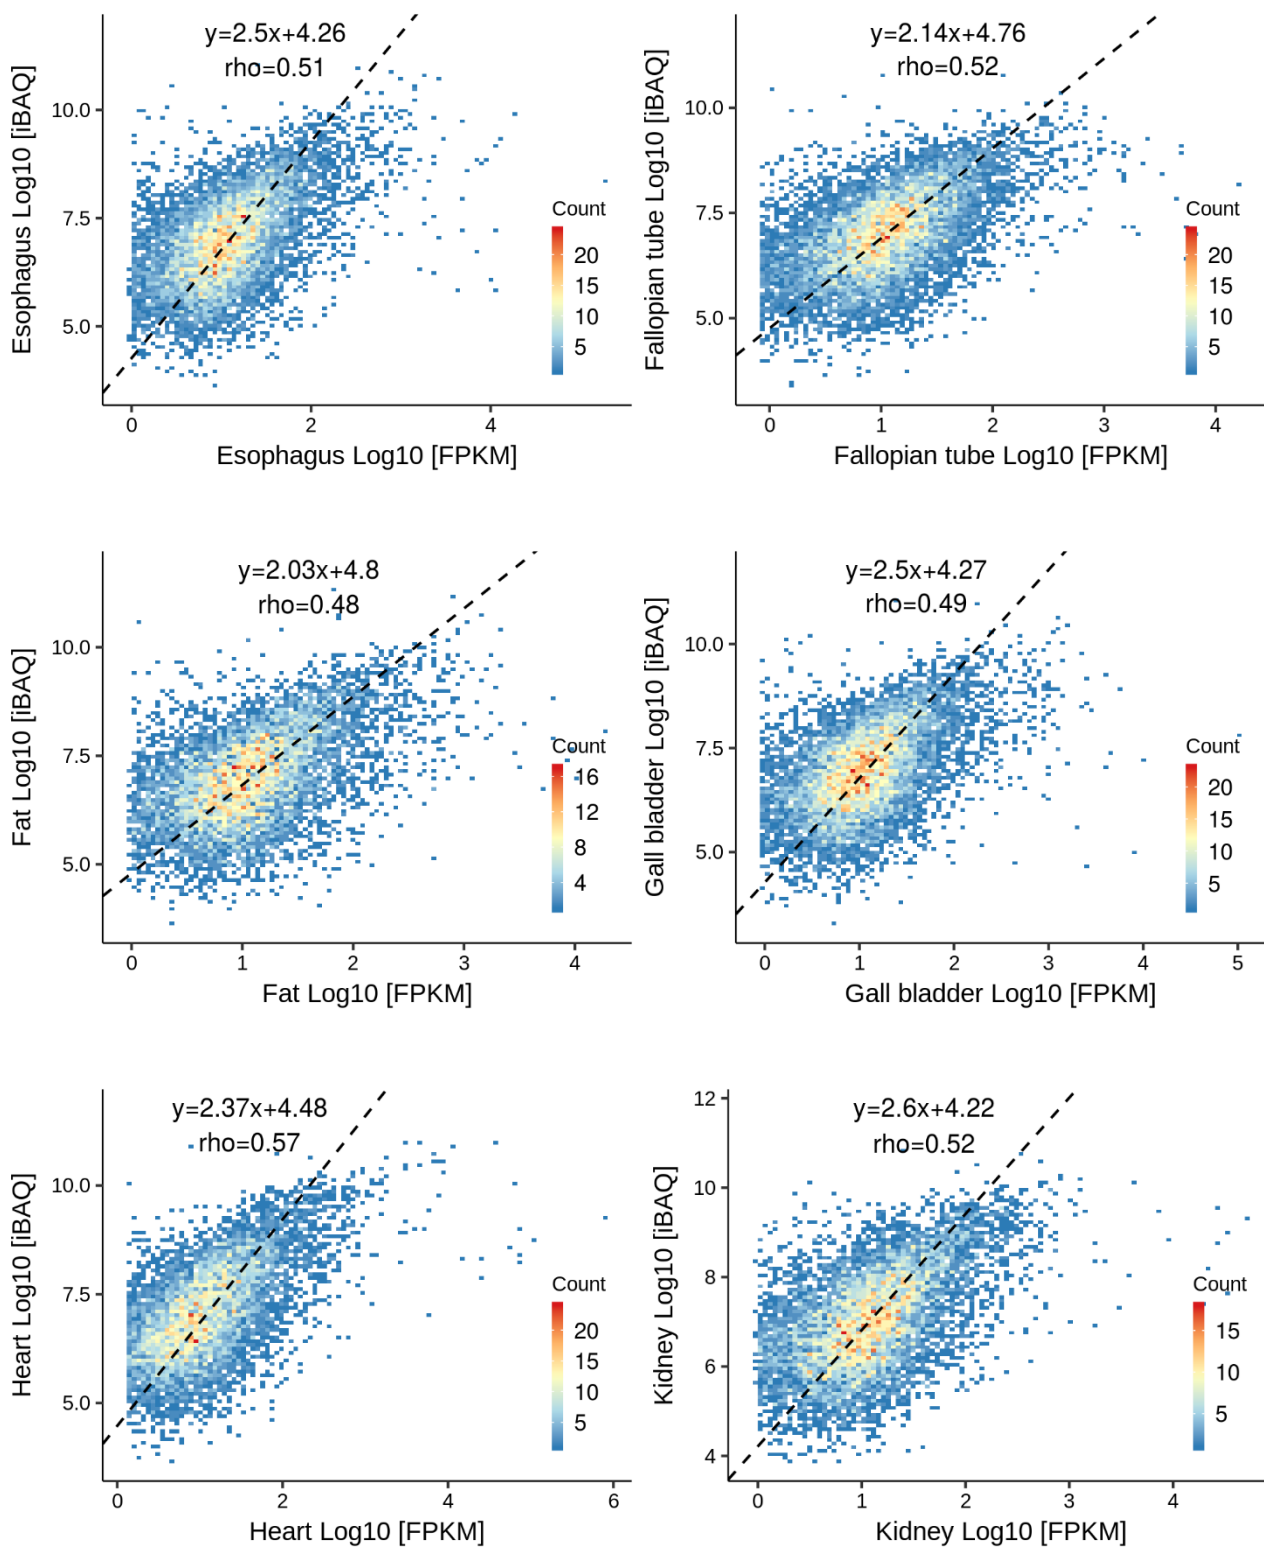 y=2.5x+4.26
rho=0.51
Esophagus Log10 [iBAQ]
10.0
7.5
5.0
Count
20
15
10
5
0
2
4
Esophagus Log10 [FPKM]
y=2.14x+4.76
rho=0.52
Fallopian tube Log10 [iBAQ]
10.0
7.5
5.0
Count
20
15
10
5
0
1
2
3
4
Fallopian tube Log10 [FPKM]
y=2.03x+4.8
rho=0.48
Fat Log10 [iBAQ]
10.0
7.5
5.0
Count
16
12
8
4
0
1
2
3
4
Fat Log10 [FPKM]
y=2.5x+4.27
rho=0.49
Gall bladder Log10 [iBAQ]
10.0
7.5
5.0
Count
20
15
10
5
0
1
2
3
4
5
Gall bladder Log10 [FPKM]
y=2.37x+4.48
rho=0.57
Heart Log10 [iBAQ]
10.0
7.5
5.0
Count
20
15
10
5
0
2
4
6
Heart Log10 [FPKM]
y=2.6x+4.22
rho=0.52
Kidney Log10 [iBAQ]
12
10
8
6
4
Count
15
10
5
0
1
2
3
4
Kidney Log10 [FPKM]